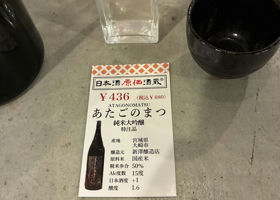 日本酒原価酒蔵
¥436 (税込¥480)
ATAGONOMATSU
あたごのまつ
純米大吟醸
特注品
産地 宮城県
大崎市
醸造元 新澤醸造店
原料米 国産米
精米歩合 50%
Alc度数 15度
日本酒度 +1
酸度 1.6